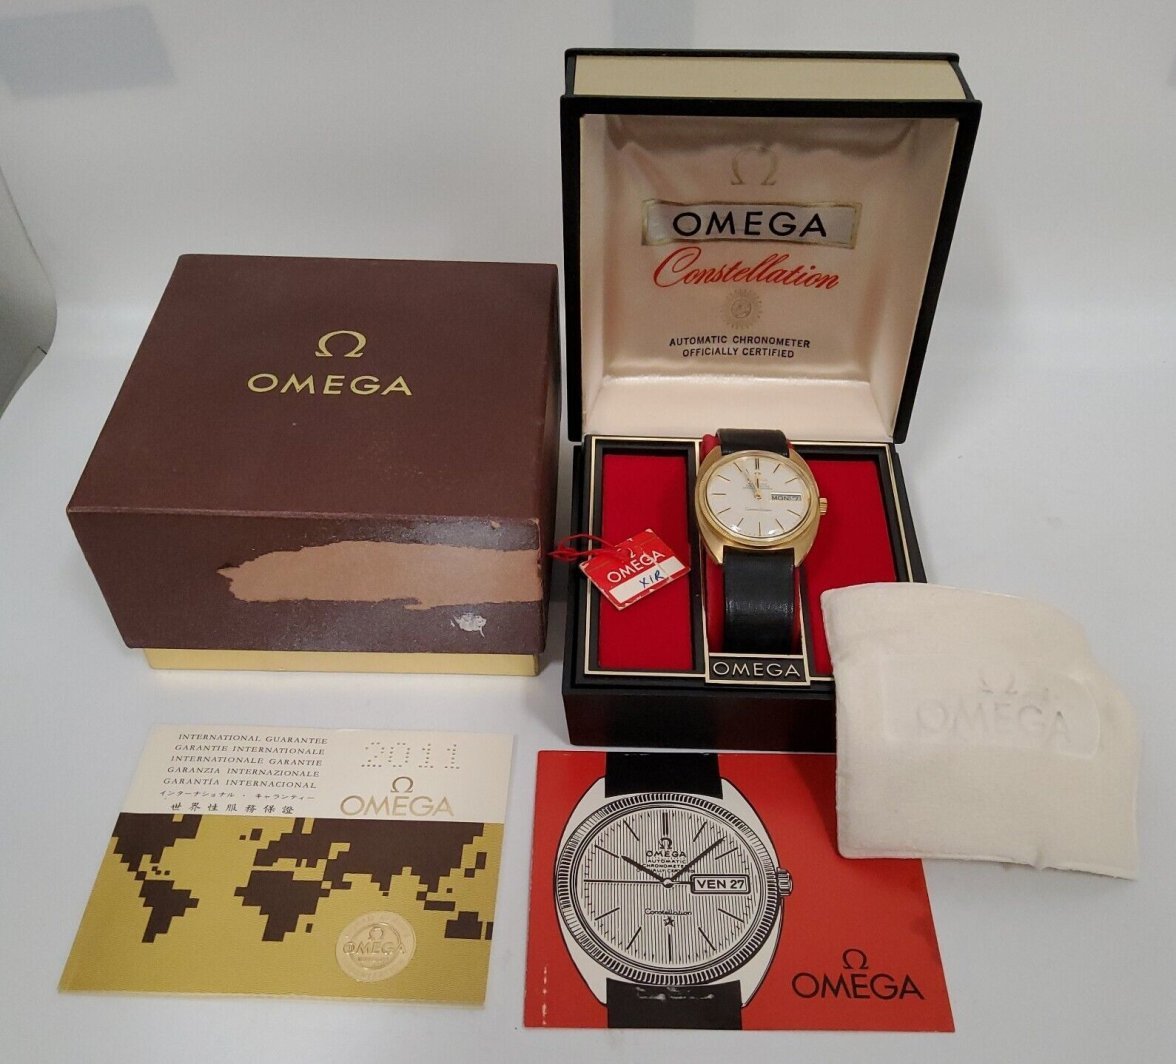 Ω
OMEGA
Ω
OMEGA
Constellation
AUTOMATIC CHRONOMETER
OFFICIALLY CERTIFIED
MON
Ω
OMEGA
XIR
OMEGA
Ω
OMEGA
INTERNATIONAL GUARANTEE
GARANTIE INTERNATIONALE
INTERNATIONALE GARANTIE
GARANZIA INTERNAZIONALE
GARANTÍA INTERNACIONAL
インターナショナル・ギャランティー
世界性服務保證
2011
Ω
OMEGA
Ω
OMEGA
OMEGA
AUTOMATIC
CHRONOMETER
VEN 27
Constellation
Ω
OMEGA